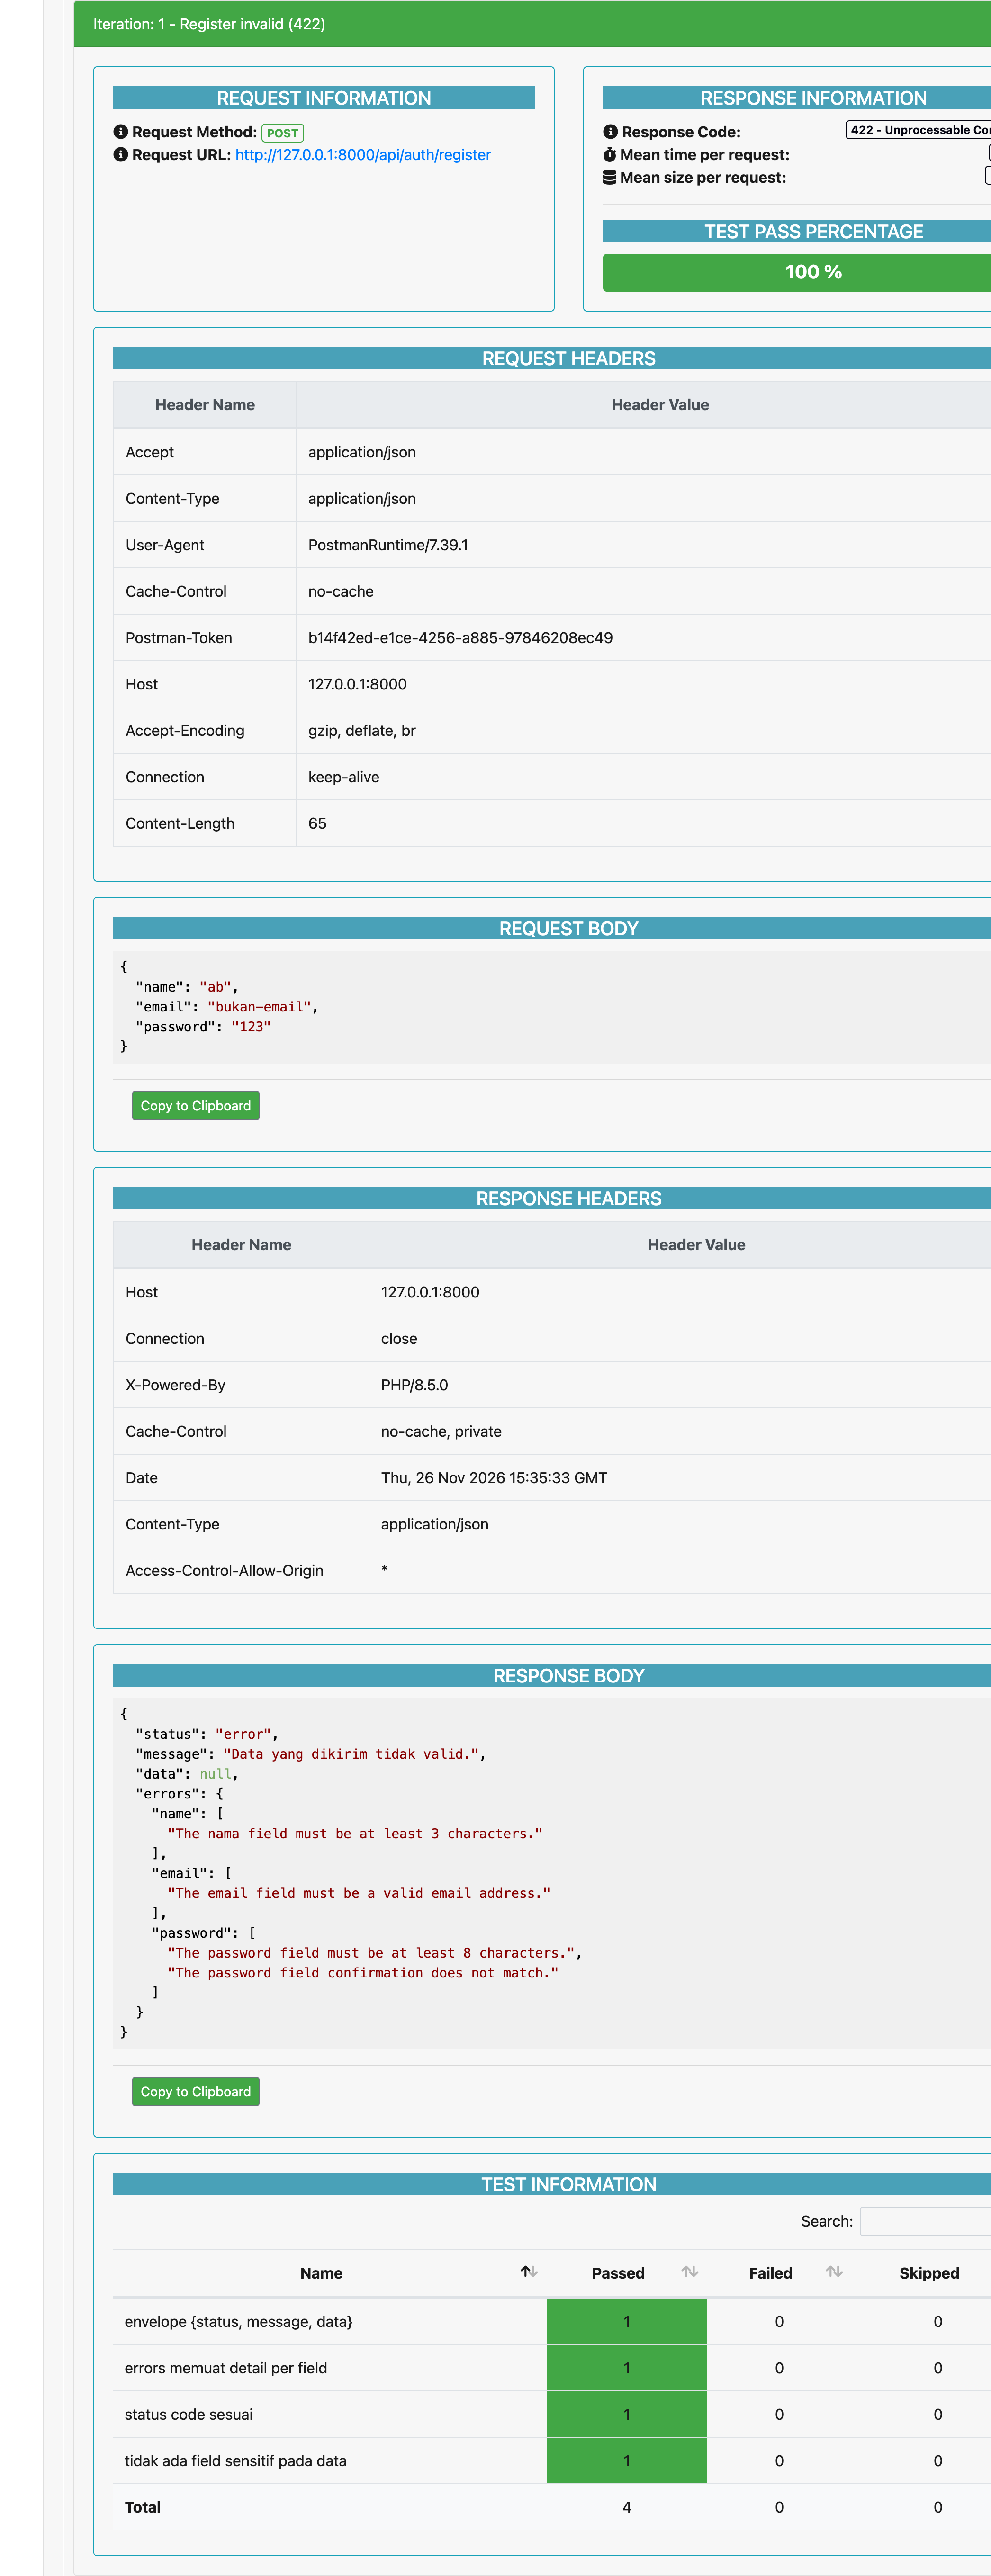 Iteration: 1 - Register invalid (422)
REQUEST INFORMATION
Request Method: POST
Request URL: http://127.0.0.1:8000/api/auth/register
RESPONSE INFORMATION
Response Code: 422 - Unprocessable Con
Mean time per request:
Mean size per request:
TEST PASS PERCENTAGE
100 %
REQUEST HEADERS
Header Name Header Value
Accept application/json
Content-Type application/json
User-Agent PostmanRuntime/7.39.1
Cache-Control no-cache
Postman-Token b14f42ed-e1ce-4256-a885-97846208ec49
Host 127.0.0.1:8000
Accept-Encoding gzip, deflate, br
Connection keep-alive
Content-Length 65
REQUEST BODY
{
"name": "ab",
"email": "bukan-email",
"password": "123"
}
Copy to Clipboard
RESPONSE HEADERS
Header Name Header Value
Host 127.0.0.1:8000
Connection close
X-Powered-By PHP/8.5.0
Cache-Control no-cache, private
Date Thu, 26 Nov 2026 15:35:33 GMT
Content-Type application/json
Access-Control-Allow-Origin *
RESPONSE BODY
{
"status": "error",
"message": "Data yang dikirim tidak valid.",
"data": null,
"errors": {
"name": [
"The nama field must be at least 3 characters."
],
"email": [
"The email field must be a valid email address."
],
"password": [
"The password field must be at least 8 characters.",
"The password field confirmation does not match."
]
}
}
Copy to Clipboard
TEST INFORMATION
Search:
Name Passed Failed Skipped
envelope {status, message, data} 1 0 0
errors memuat detail per field 1 0 0
status code sesuai 1 0 0
tidak ada field sensitif pada data 1 0 0
Total 4 0 0